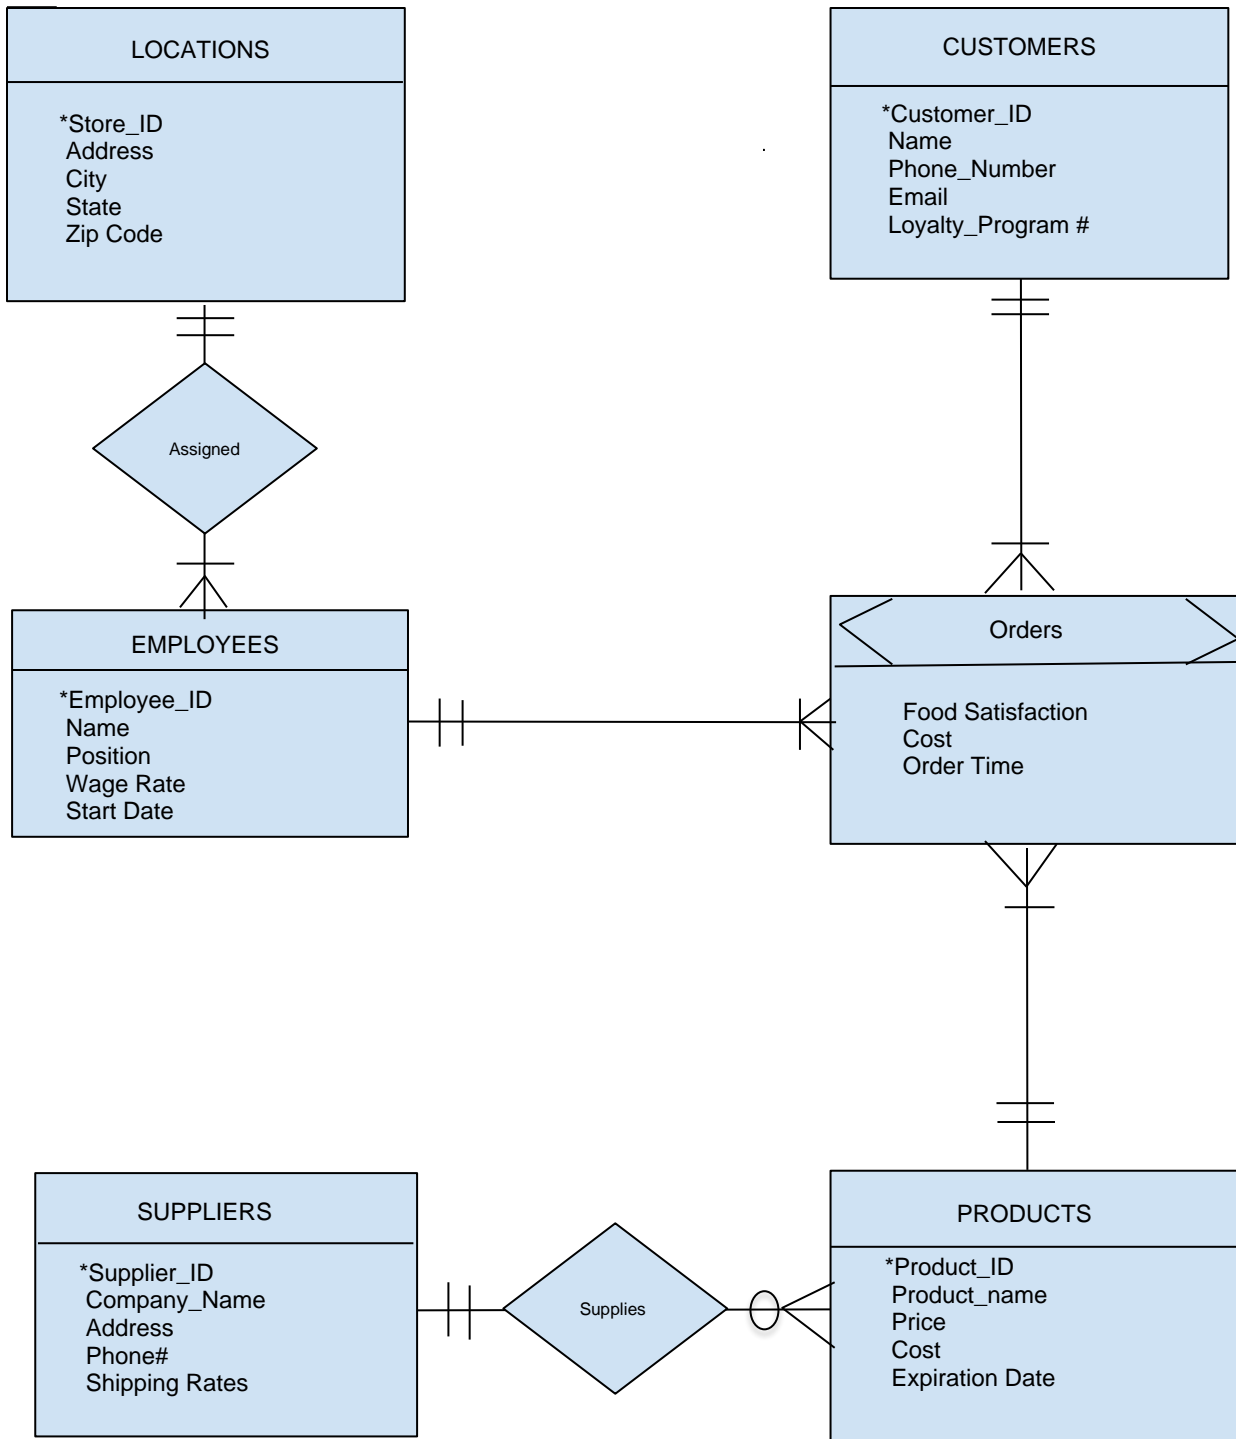 LOCATIONS
*Store_ID
Address
City
State
Zip Code
CUSTOMERS
*Customer_ID
Name
Phone_Number
Email
Loyalty_Program #
Assigned
EMPLOYEES
*Employee_ID
Name
Position
Wage Rate
Start Date
Orders
Food Satisfaction
Cost
Order Time
SUPPLIERS
*Supplier_ID
Company_Name
Address
Phone#
Shipping Rates
Supplies
PRODUCTS
*Product_ID
Product_name
Price
Cost
Expiration Date